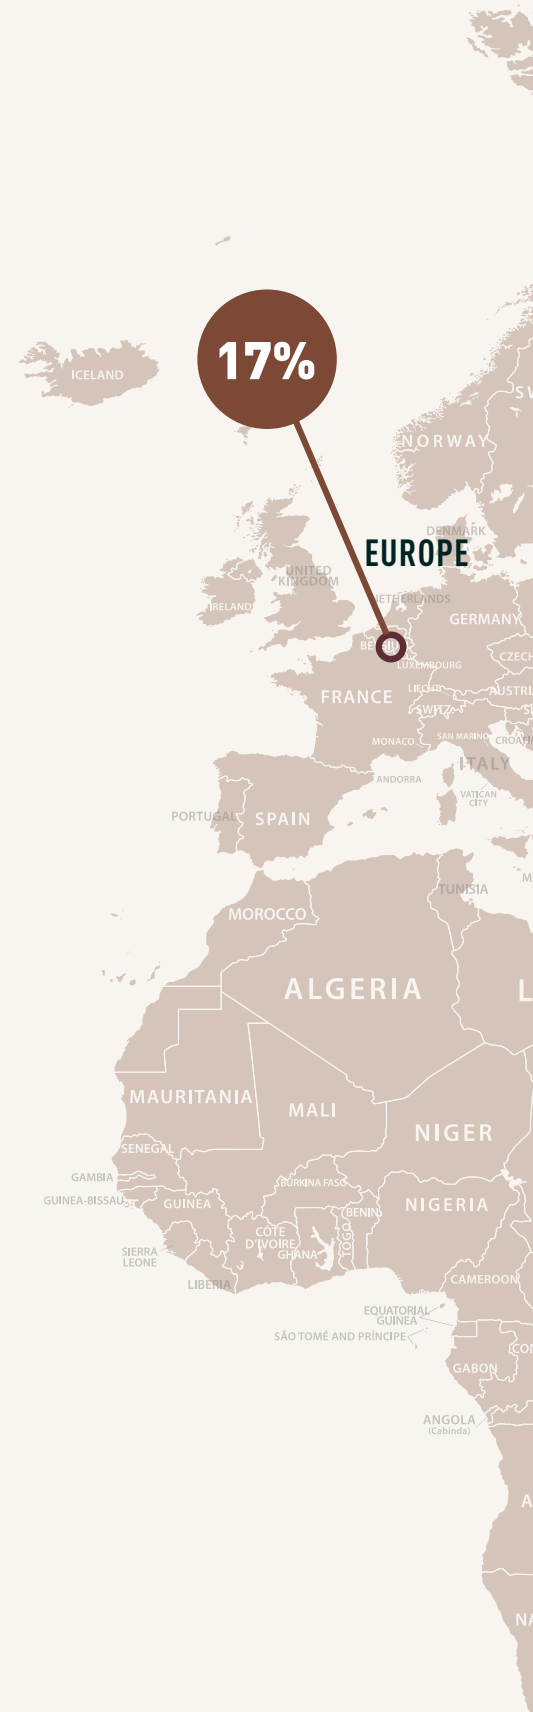 17%
ICELAND
NORWAY
DENMARK
EUROPE
UNITED
KINGDOM
IRELAND
GERMANY
LUXEMBOURG
FRANCE
MONACO
SAN MARINO
ITALY
ANDORRA
VATICAN
CITY
PORTUGAL
SPAIN
TUNISIA
MOROCCO
ALGERIA
MAURITANIA
MALI
NIGER
SENEGAL
GAMBIA
BURKINA FASO
GUINEA-BISSAU
GUINEA
NIGERIA
BENIN
TOGO
CÔTE
D'IVOIRE
GHANA
SIERRA
LEONE
LIBERIA
CAMEROON
EQUATORIAL
GUINEA
SÃO TOMÉ AND PRÍNCIPE
GABON
ANGOLA
(Cabinda)